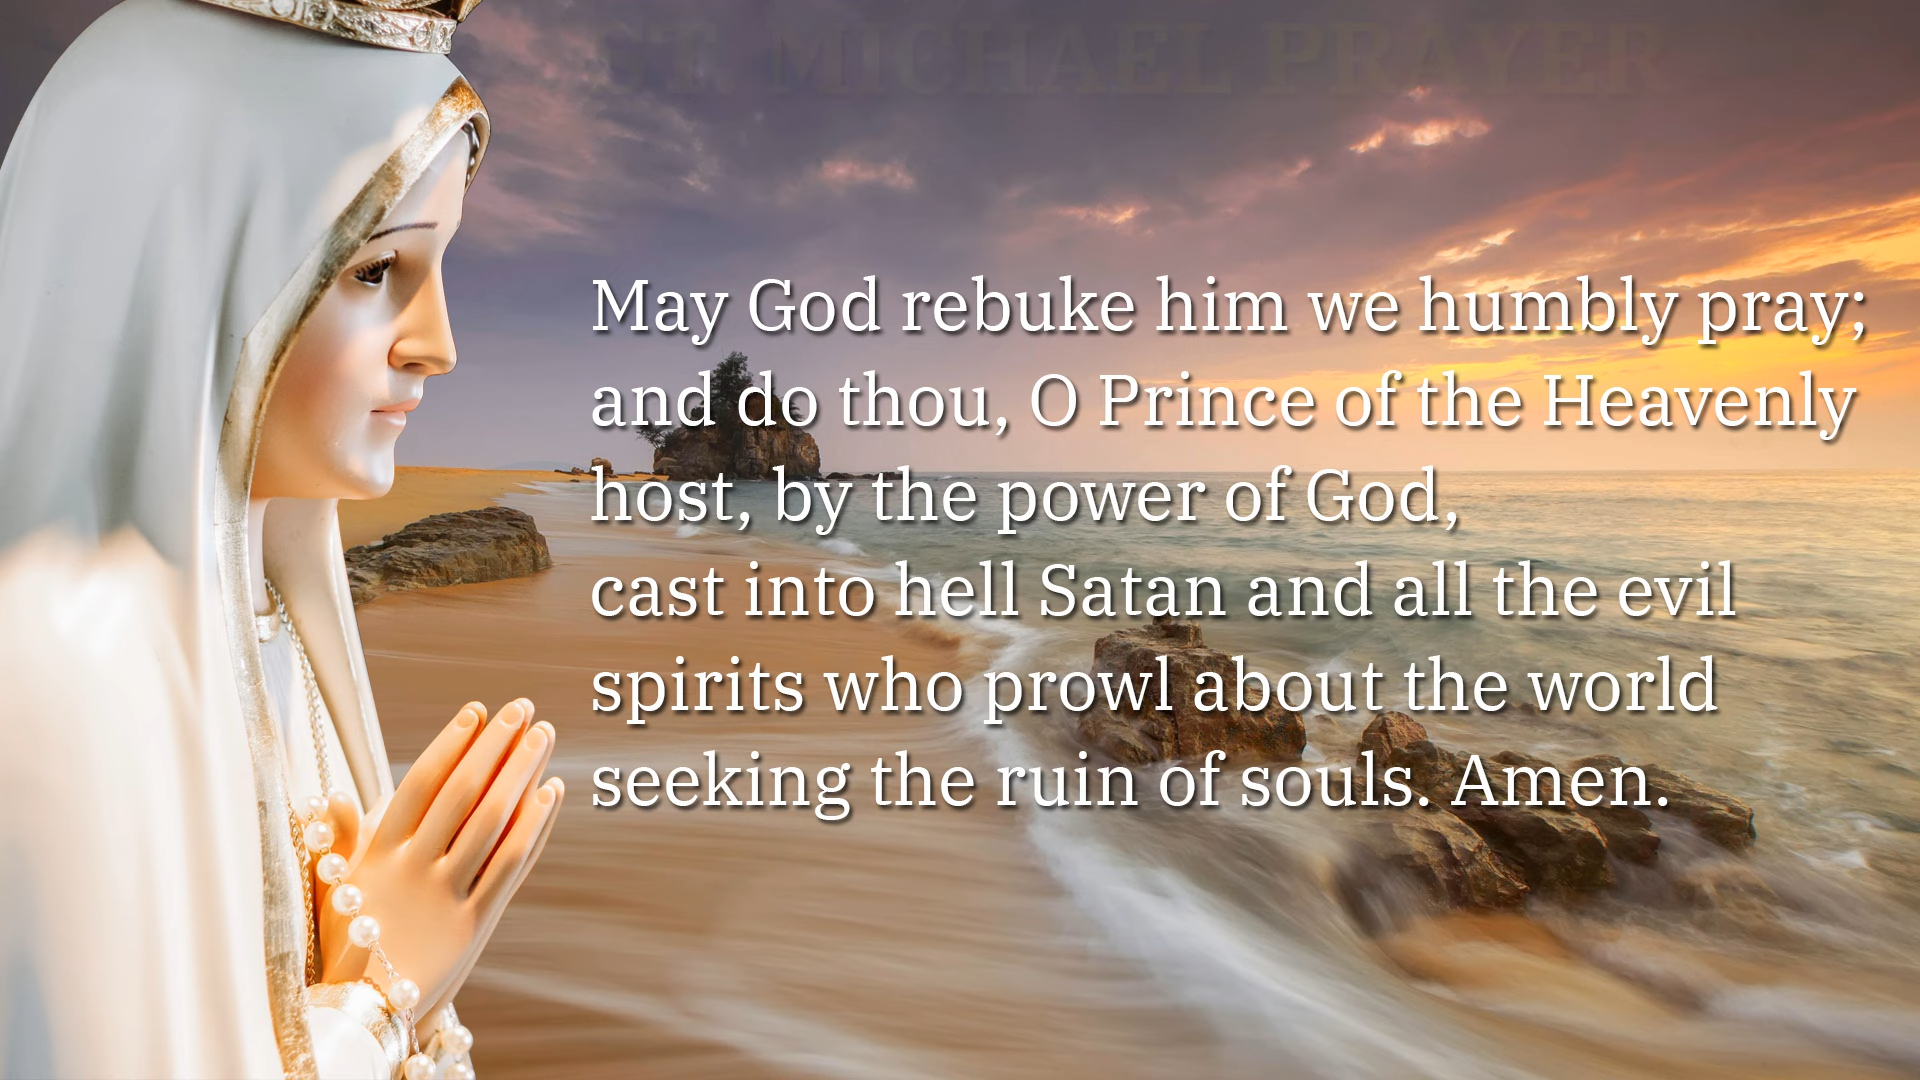 ST. MICHAEL PRAYER
May God rebuke him we humbly pray;
and do thou, O Prince of the Heavenly
host, by the power of God,
cast into hell Satan and all the evil
spirits who prowl about the world
seeking the ruin of souls. Amen.